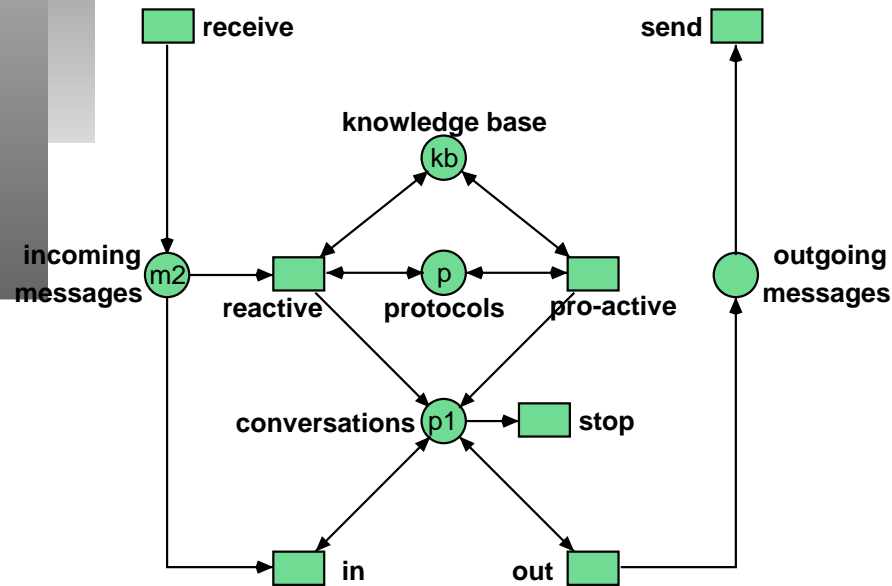 receive
send
knowledge base
kb
incoming
messages
m2
reactive
p
protocols
pro-active
outgoing
messages
conversations
p1
stop
in
out